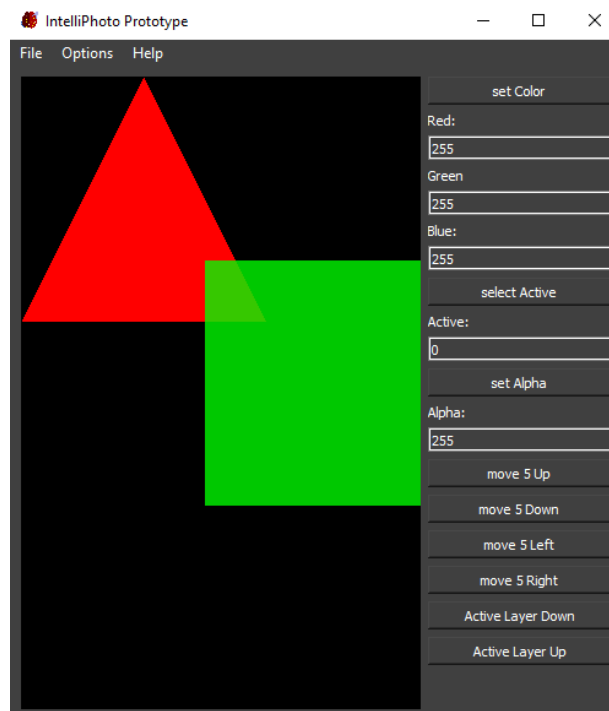 IntelliPhoto Prototype
File Options Help
set Color
Red:
255
Green
255
Blue:
255
select Active
Active:
0
set Alpha
Alpha:
255
move 5 Up
move 5 Down
move 5 Left
move 5 Right
Active Layer Down
Active Layer Up